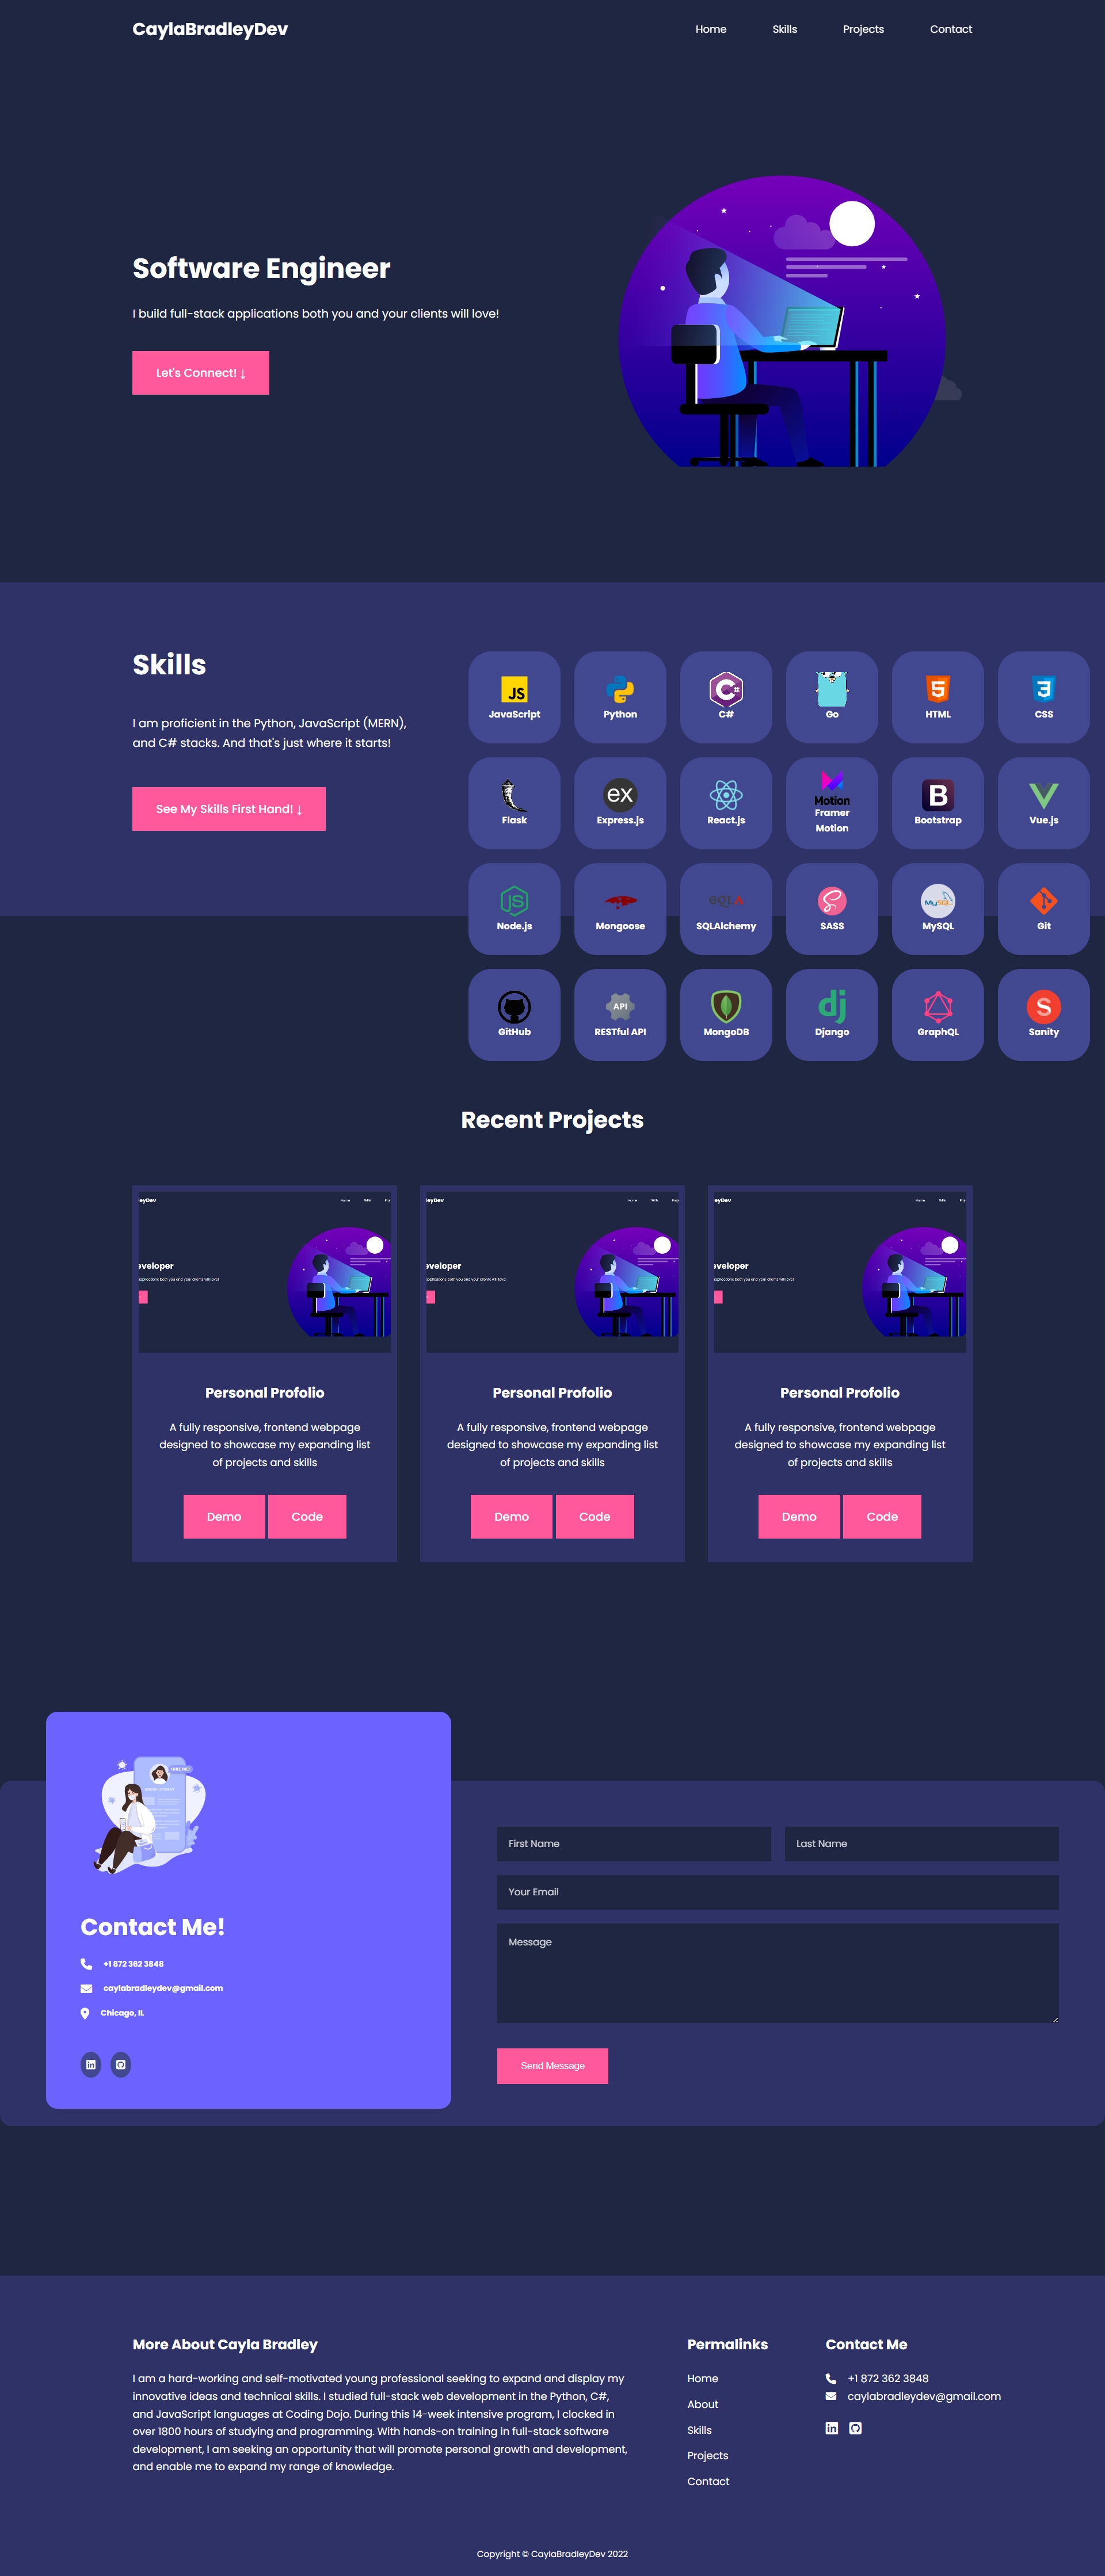 CaylaBradleyDev
Home
Skills
Projects
Contact
Software Engineer
I build full-stack applications both you and your clients will love!
Let's Connect! ↓
Skills
I am proficient in the Python, JavaScript (MERN),
and C# stacks. And that's just where it starts!
See My Skills First Hand! ↓
JS
JavaScript
Python
C#
Go
HTML
CSS
Flask
ex
Express.js
React.js
Motion
Framer
Motion
B
Bootstrap
Vue.js
Node.js
Mongoose
SQLA
SQLAlchemy
SASS
MySQL
MySQL
Git
GitHub
API
RESTful API
MongoDB
dj
Django
GraphQL
S
Sanity
Recent Projects
Personal Profolio
A fully responsive, frontend webpage
designed to showcase my expanding list
of projects and skills
Demo
Code
Personal Profolio
A fully responsive, frontend webpage
designed to showcase my expanding list
of projects and skills
Demo
Code
Personal Profolio
A fully responsive, frontend webpage
designed to showcase my expanding list
of projects and skills
Demo
Code
HIRE ME!
Contact Me!
+1 872 362 3848
caylabradleydev@gmail.com
Chicago, IL
First Name
Last Name
Your Email
Message
Send Message
More About Cayla Bradley
I am a hard-working and self-motivated young professional seeking to expand and display my
innovative ideas and technical skills. I studied full-stack web development in the Python, C#,
and JavaScript languages at Coding Dojo. During this 14-week intensive program, I clocked in
over 1800 hours of studying and programming. With hands-on training in full-stack software
development, I am seeking an opportunity that will promote personal growth and development,
and enable me to expand my range of knowledge.
Permalinks
Home
About
Skills
Projects
Contact
Contact Me
+1 872 362 3848
caylabradleydev@gmail.com
Copyright © CaylaBradleyDev 2022